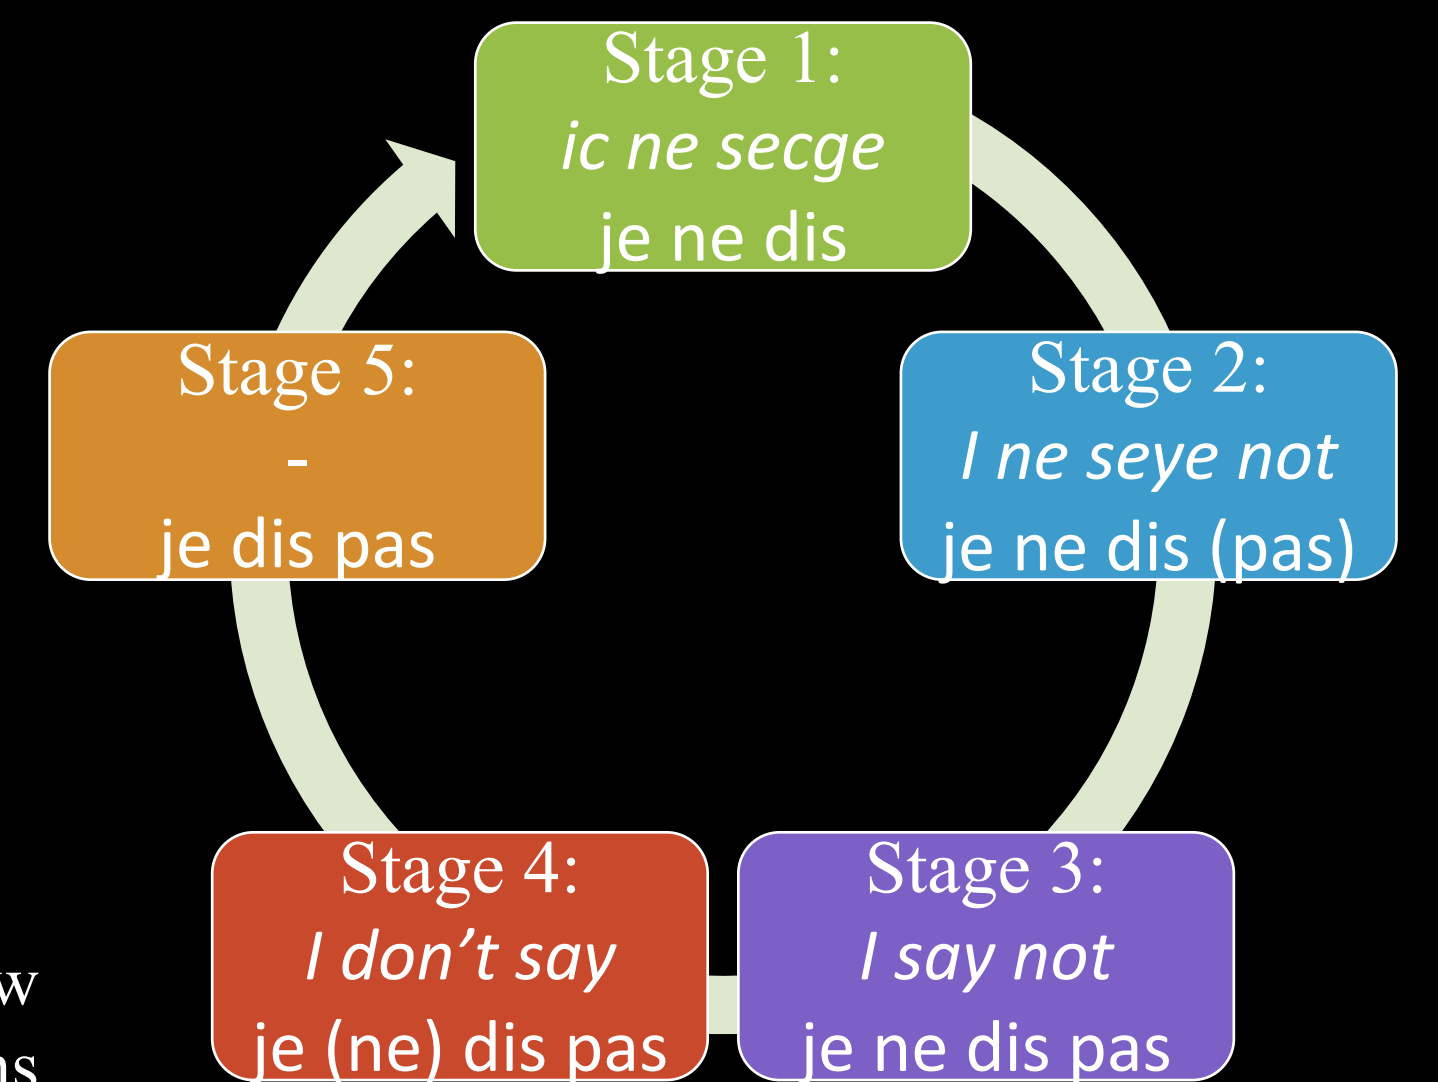 Stage 1:
ic ne secge
je ne dis
Stage 2:
I ne seye not
je ne dis (pas)
Stage 3:
I say not
je ne dis pas
Stage 4:
I don’t say
je (ne) dis pas
Stage 5:
-
je dis pas